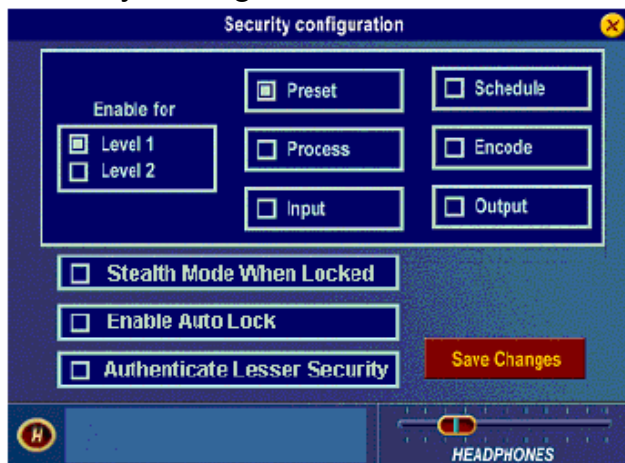 Security configuration
Enable for
Level 1
Level 2
Preset
Process
Input
Schedule
Encode
Output
Stealth Mode When Locked
Enable Auto Lock
Authenticate Lesser Security
Save Changes
H
HEADPHONES